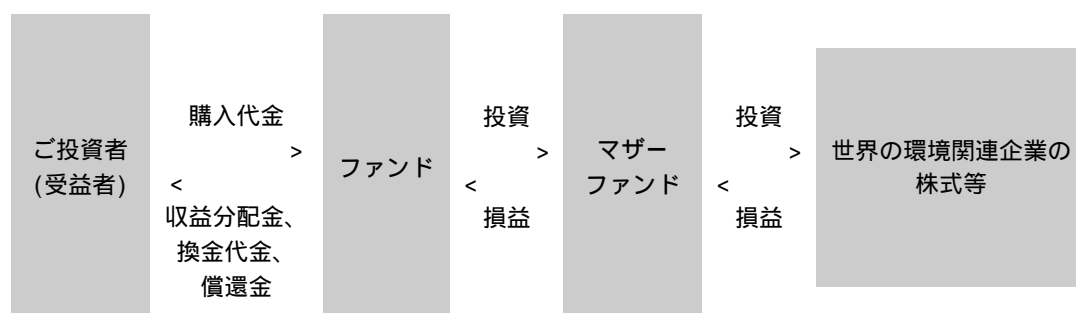 ご投資者
(受益者)
購入代金
>
<
収益分配金、
換金代金、
償還金
ファンド
投資
>
<
損益
マザー
ファンド
投資
>
<
損益
世界の環境関連企業の
株式等